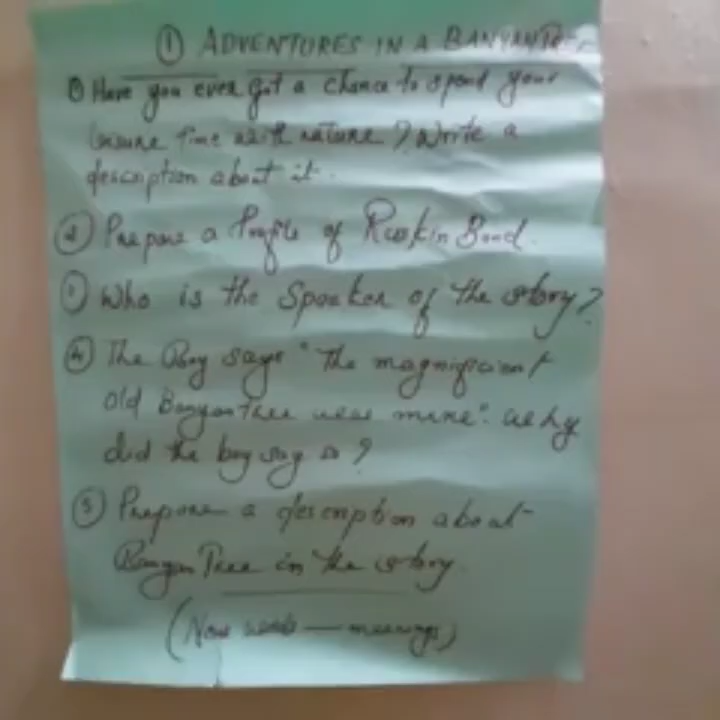 ① ADVENTURES IN A BANYAN TREE
① Have you ever got a chance to spend your
leisure time with nature? Write a
description about it.
② Prepare a Profile of Ruskin Bond.
③ Who is the Speaker of the story?
④ The Boy says "The magnificient
old Banyan Tree was mine". Why
did the boy say so?
⑤ Prepare a description about
Banyan Tree in the story.
(New words — meanings)